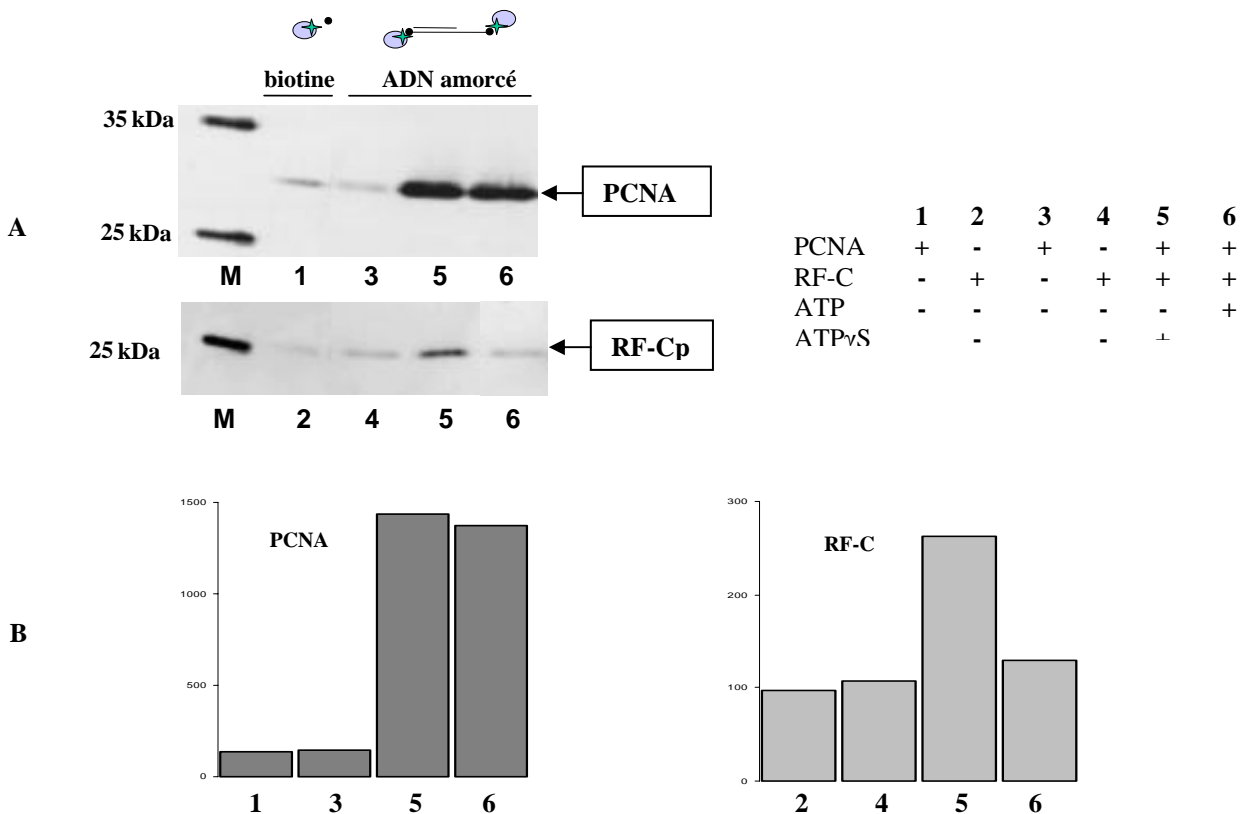 biotine ADN amorcé
35 kDa
PCNA
A
25 kDa
M 1 3 5 6
25 kDa
RF-Cp
M 2 4 5 6
1 2 3 4 5 6
PCNA + - + - + +
RF-C - + - + + +
ATP - - - - - +
ATPγS - - +
B
1500
PCNA
1000
500
0
1 3 5 6
300
RF-C
200
100
0
2 4 5 6